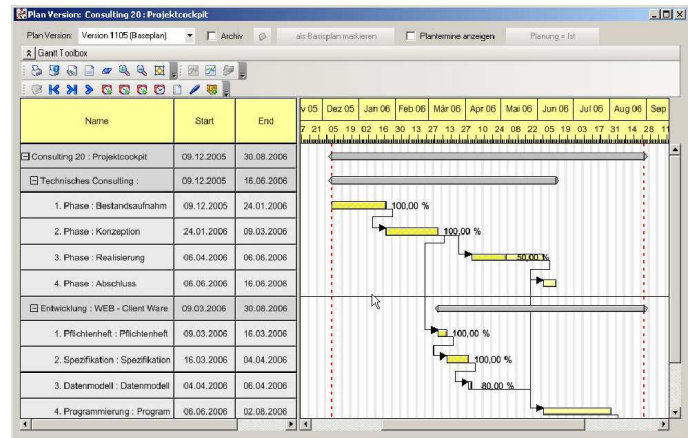 Plan Version: Consulting 20 : Projektcockpit
Plan Version: Version 1105 (Baseplan) Archiv als Basisplan markieren Plantermine anzeigen Planung = Ist
Gantt Toolbox
Name Start End
v 05 Dez 05 Jan 06 Feb 06 Mär 06 Apr 06 Mai 06 Jun 06 Jul 06 Aug 06 Sep
7 21 05 19 02 16 30 13 27 13 27 10 24 08 22 05 19 03 17 31 14 28 11
Consulting 20 : Projektcockpit 09.12.2005 30.08.2006
Technisches Consulting : 09.12.2005 16.06.2006
1. Phase : Bestandsaufnahm 09.12.2005 24.01.2006 100,00 %
2. Phase : Konzeption 24.01.2006 09.03.2006 100,00 %
3. Phase : Realisierung 06.04.2006 06.06.2006 50,00 %
4. Phase : Abschluss 06.06.2006 16.06.2006
Entwicklung : WEB - Client Ware 09.03.2006 30.08.2006
1. Pflichtenheft : Pflichtenheft 09.03.2006 16.03.2006 100,00 %
2. Spezifikation : Spezifikation 16.03.2006 04.04.2006 100,00 %
3. Datenmodell : Datenmodell 04.04.2006 06.04.2006 80,00 %
4. Programmierung : Program 06.06.2006 02.08.2006